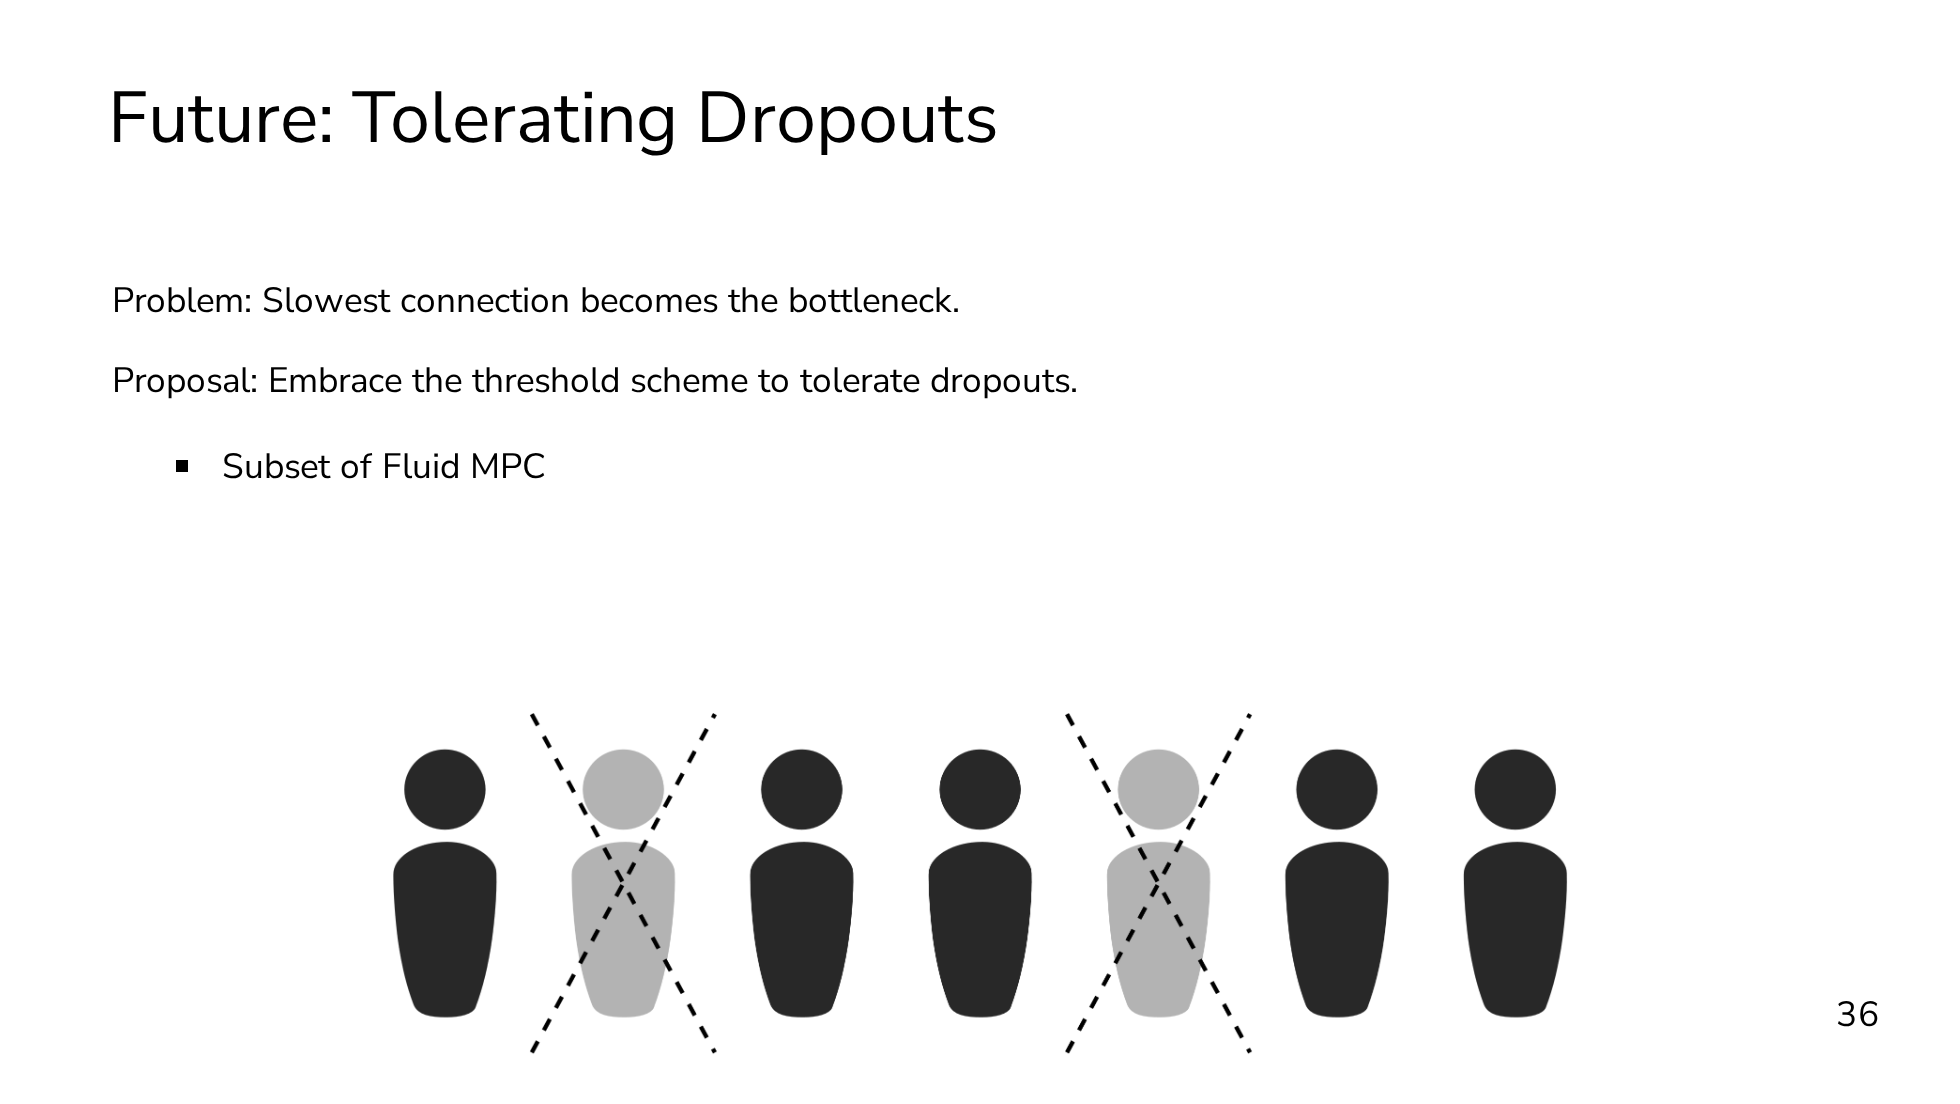 Future: Tolerating Dropouts
Problem: Slowest connection becomes the bottleneck.
Proposal: Embrace the threshold scheme to tolerate dropouts.
▪ Subset of Fluid MPC
36